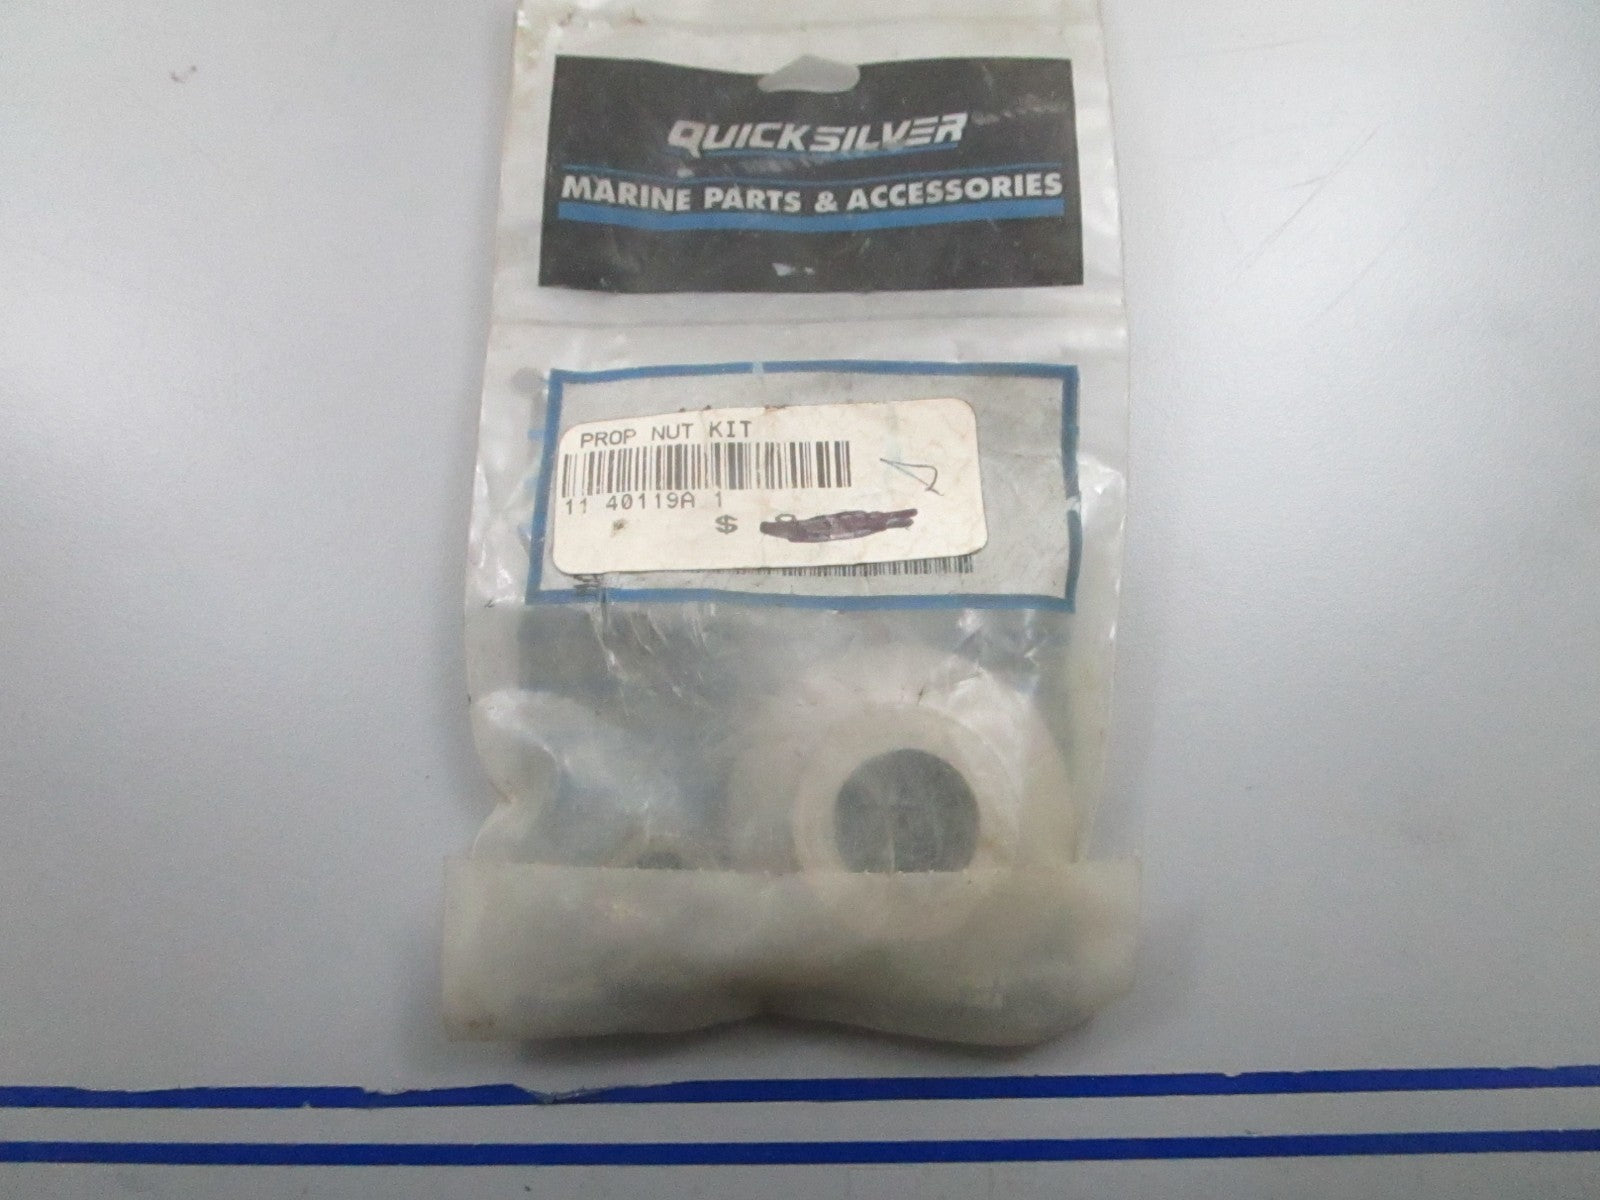 QUICKSILVER
MARINE PARTS & ACCESSORIES
PROP NUT KIT
11 40119A 1
$